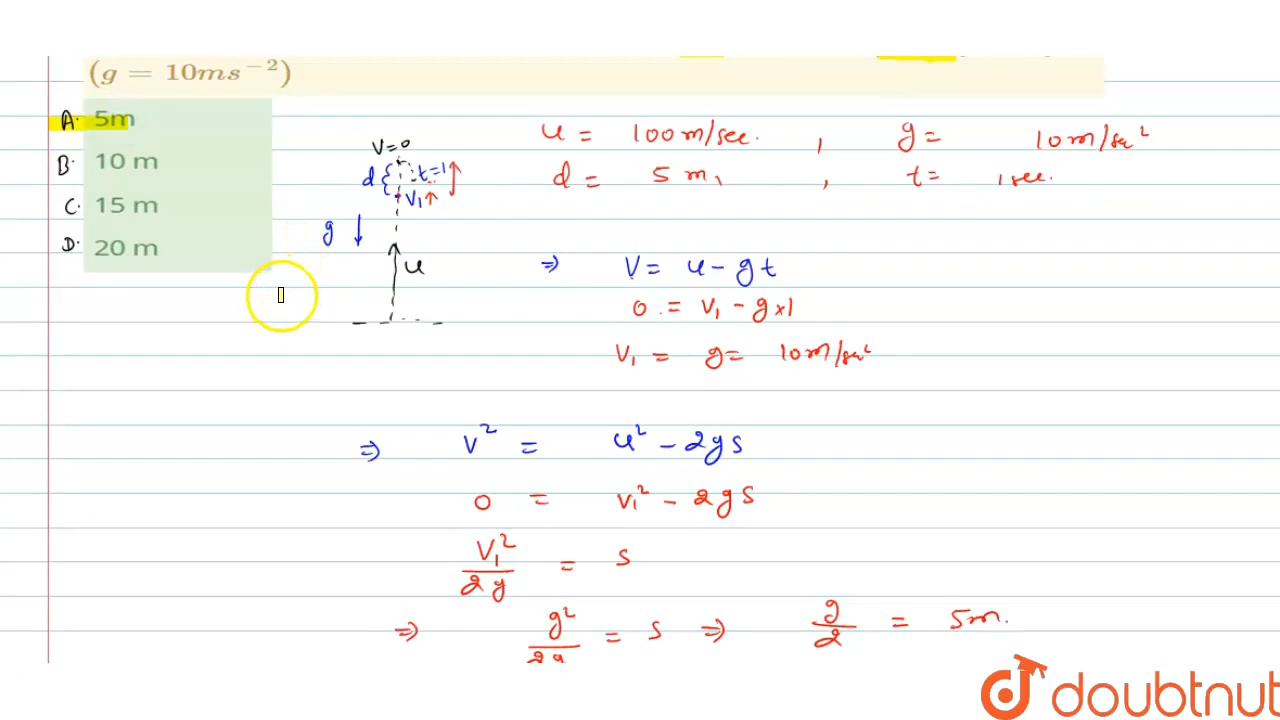 (g = 10ms⁻²)
A. 5m
B. 10 m
C. 15 m
D. 20 m
V=0
d { t=1
V₁ ↑
g ↓
u
u = 100 m/sec. , g = 10 m/sec²
d = 5 m, , t = 1 sec.
⇒ V = u - gt
0 = V₁ - g×1
V₁ = g = 10 m/sec²
⇒ V² = u² - 2gs
0 = V₁² - 2gs
V₁²/2g = s
⇒ g²/2g = s ⇒ g/2 = 5m.
doubtnut